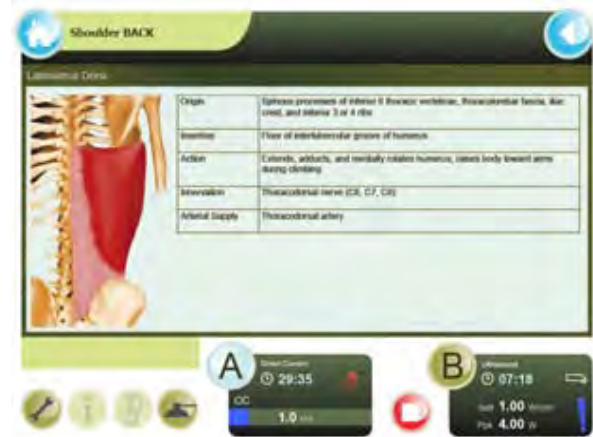 Shoulder BACK
Latissimus Dorsi
Origin
Spinous processes of inferior 6 thoracic vertebrae, thoracolumbar fascia, iliac
crest, and inferior 3 or 4 ribs
Insertion
Floor of intertubercular groove of humerus
Action
Extends, adducts, and medially rotates humerus, raises body toward arms
during climbing
Innervation
Thoracodorsal nerve (C6, C7, C8)
Arterial Supply
Thoracodorsal artery
A
Direct Current
29:35
CC
1.0
B
Ultrasound
07:18
1.00
4.00 W